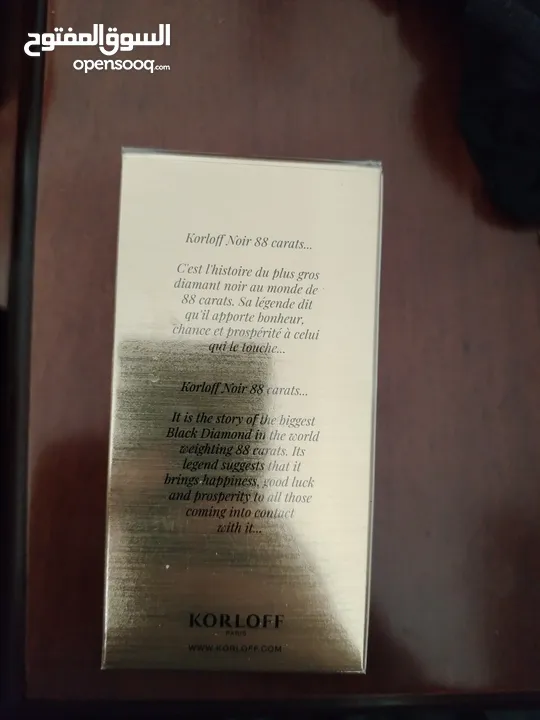 السوق المفتوح
opensooq.com
Korloff Noir 88 carats...
C'est l'histoire du plus gros
diamant noir au monde de
88 carats. Sa légende dit
qu'il apporte bonheur,
chance et prospérité à celui
qui le touche...
Korloff Noir 88 carats...
It is the story of the biggest
Black Diamond in the world
weighting 88 carats. Its
legend suggests that it
brings happiness, good luck
and prosperity to all those
coming into contact
with it...
KORLOFF
PARIS
WWW.KORLOFF.COM